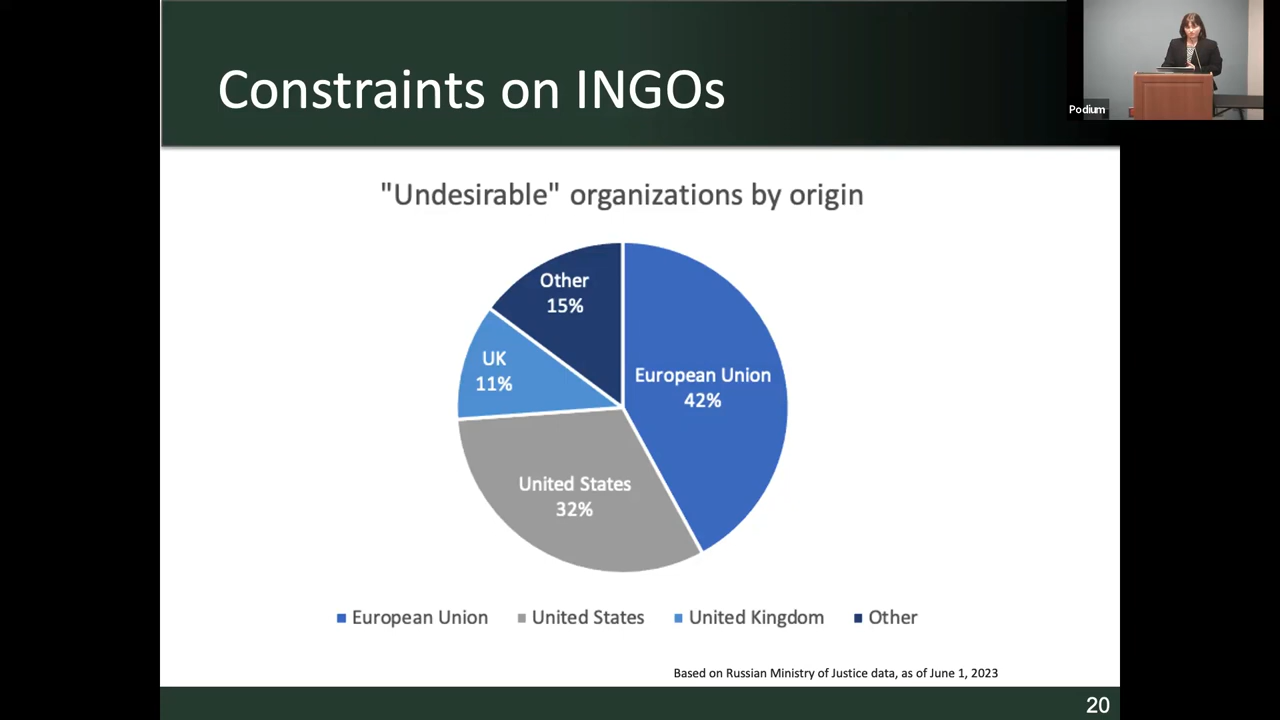 Constraints on INGOs
Podium
"Undesirable" organizations by origin
Other
15%
UK
11%
European Union
42%
United States
32%
European Union
United States
United Kingdom
Other
Based on Russian Ministry of Justice data, as of June 1, 2023
20